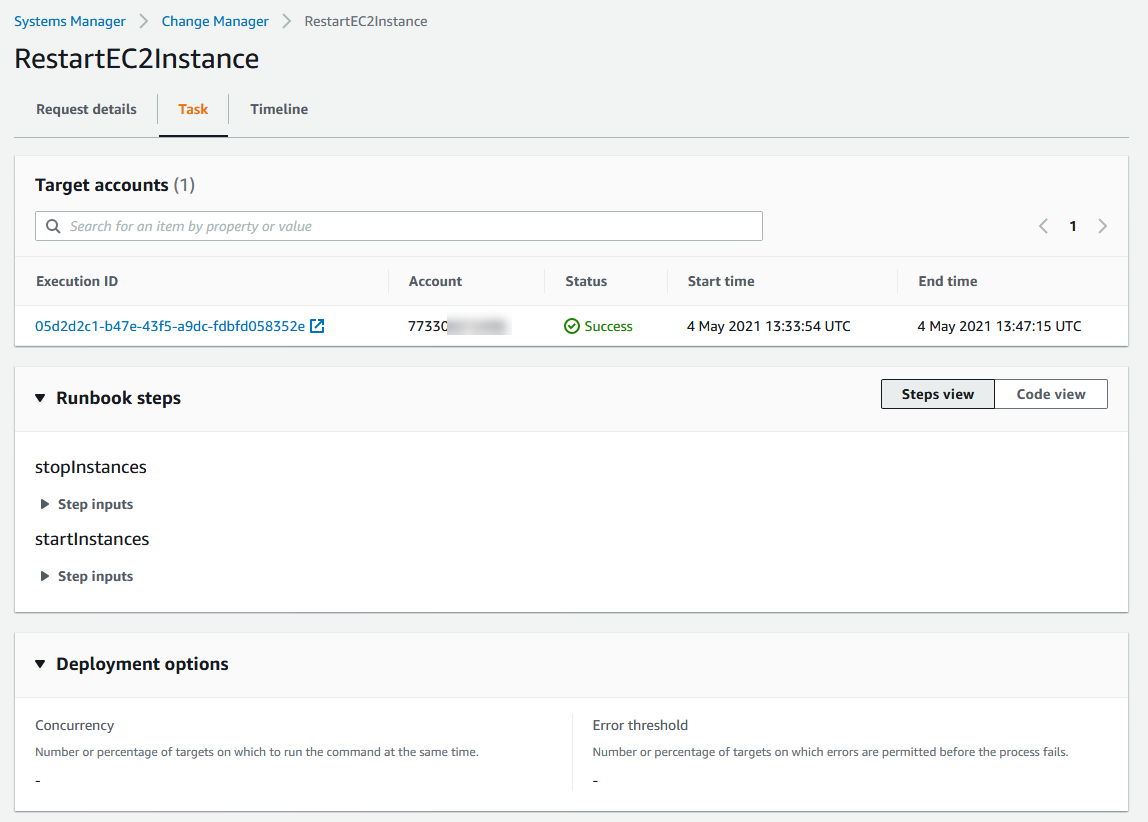 Systems Manager > Change Manager > RestartEC2Instance
RestartEC2Instance
Request details Task Timeline
Target accounts (1)
Search for an item by property or value 1
Execution ID Account Status Start time End time
05d2d2c1-b47e-43f5-a9dc-fdbfd058352e 77330 Success 4 May 2021 13:33:54 UTC 4 May 2021 13:47:15 UTC
Runbook steps Steps view Code view
stopInstances
Step inputs
startInstances
Step inputs
Deployment options
Concurrency Error threshold
Number or percentage of targets on which to run the command at the same time. Number or percentage of targets on which errors are permitted before the process fails.
- -